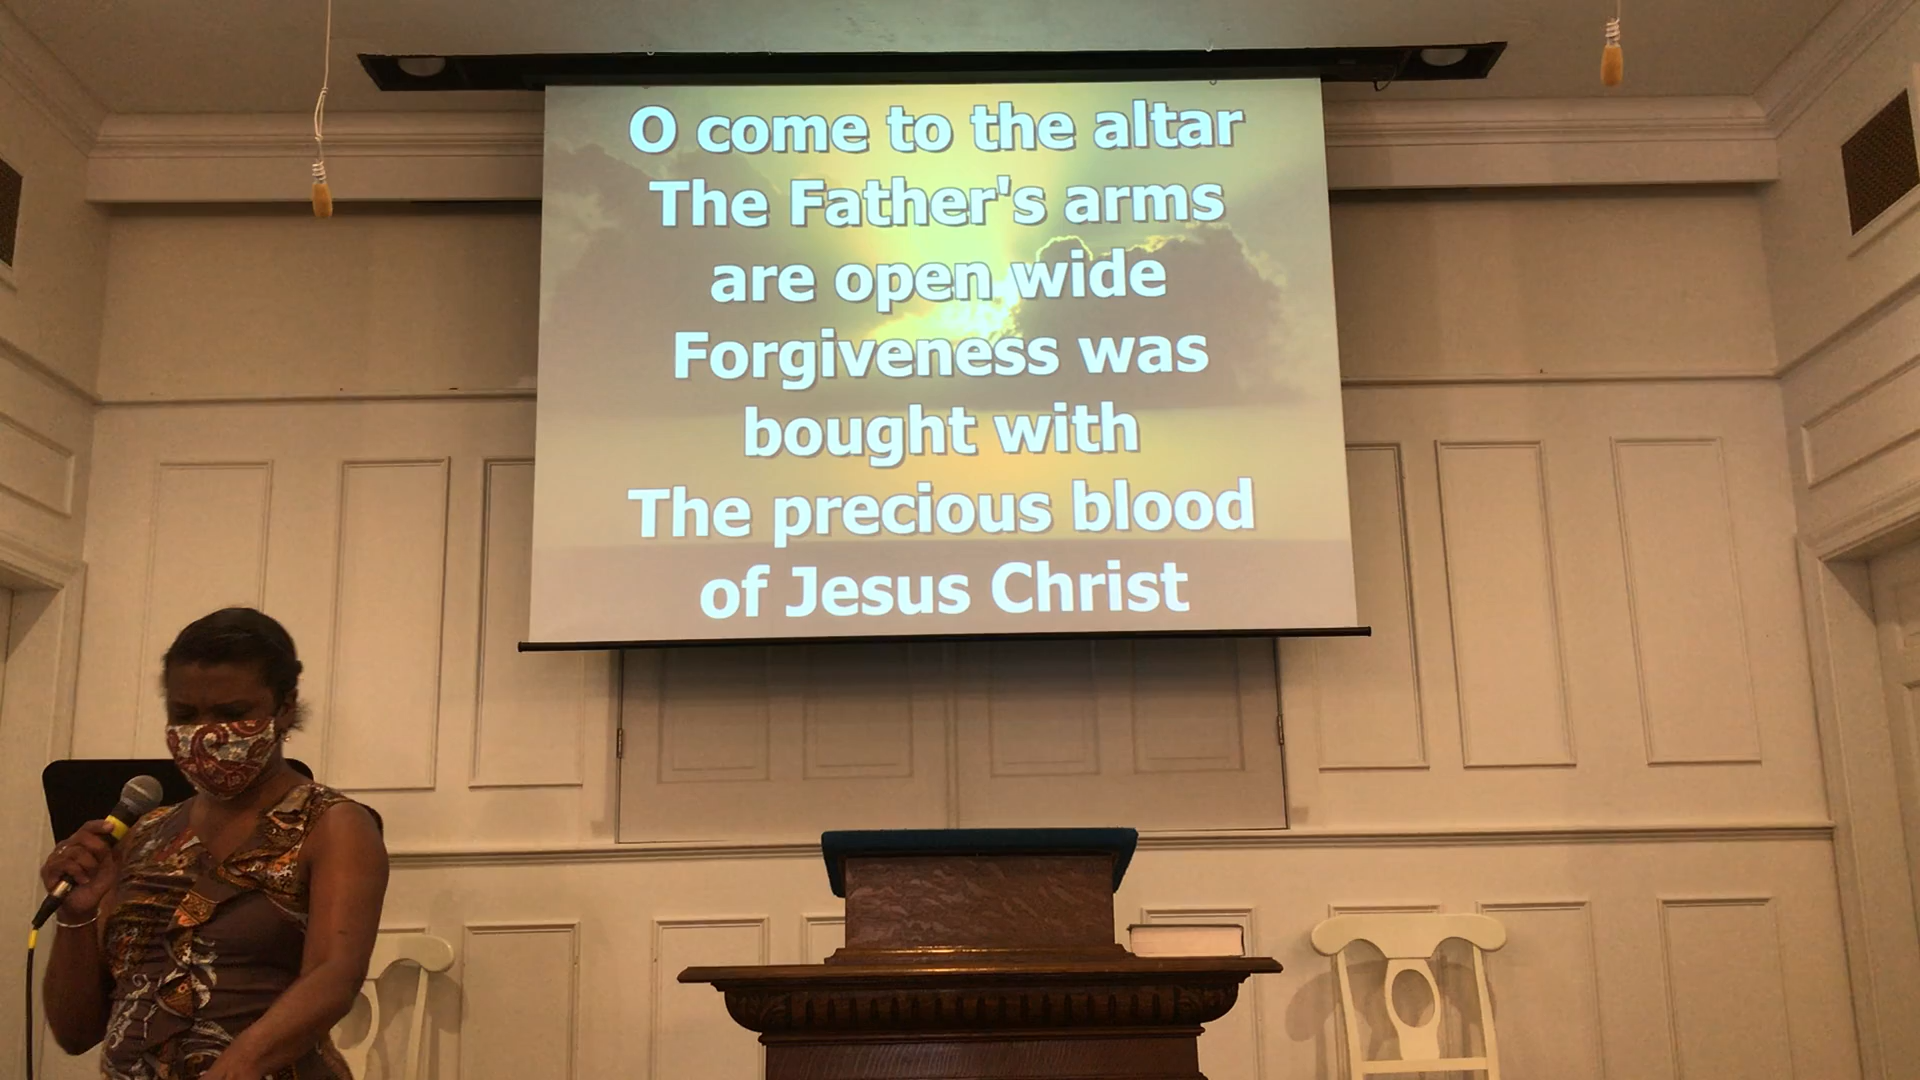 O come to the altar
The Father's arms
are open wide
Forgiveness was
bought with
The precious blood
of Jesus Christ